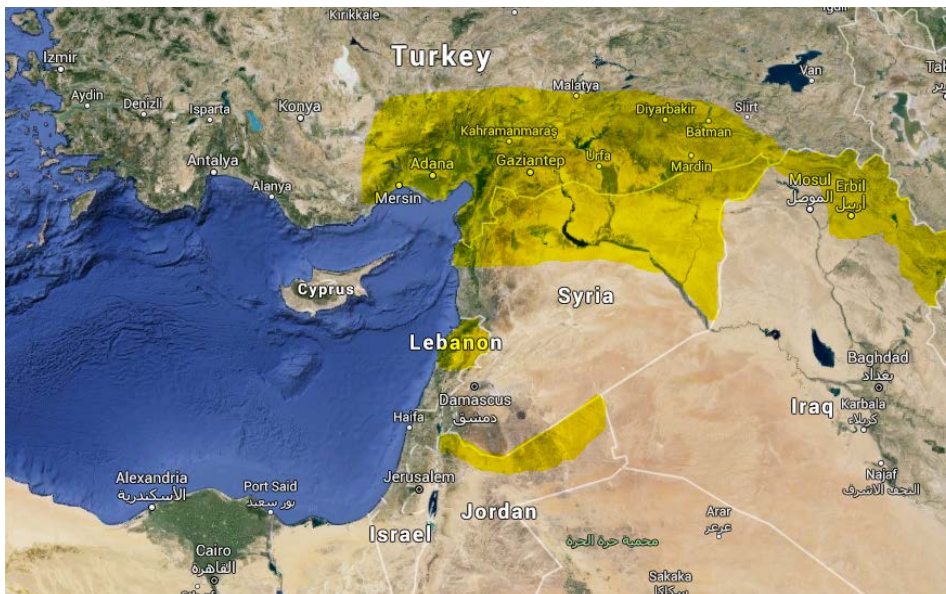 Kirikkale
Turkey
Izmir
Van
Malatya
Aydin
Denizli
Isparta
Konya
Diyarbakir
Siirt
Batman
Kahramanmaraş
Antalya
Adana
Gaziantep
Urfa
Mardin
Alanya
Mersin
Mosul
الموصل
Erbil
أربيل
Cyprus
Syria
Lebanon
Baghdad
بغداد
Damascus
دمشق
Haifa
Iraq
Karbala
كربلاء
Alexandria
الأسكندرية
Port Said
بور سعيد
Jerusalem
Najaf
النجف الاشرف
Israel
Jordan
Arar
عرعر
محمية حرة الحرة
Cairo
القاهرة
Sakaka
سكاكا